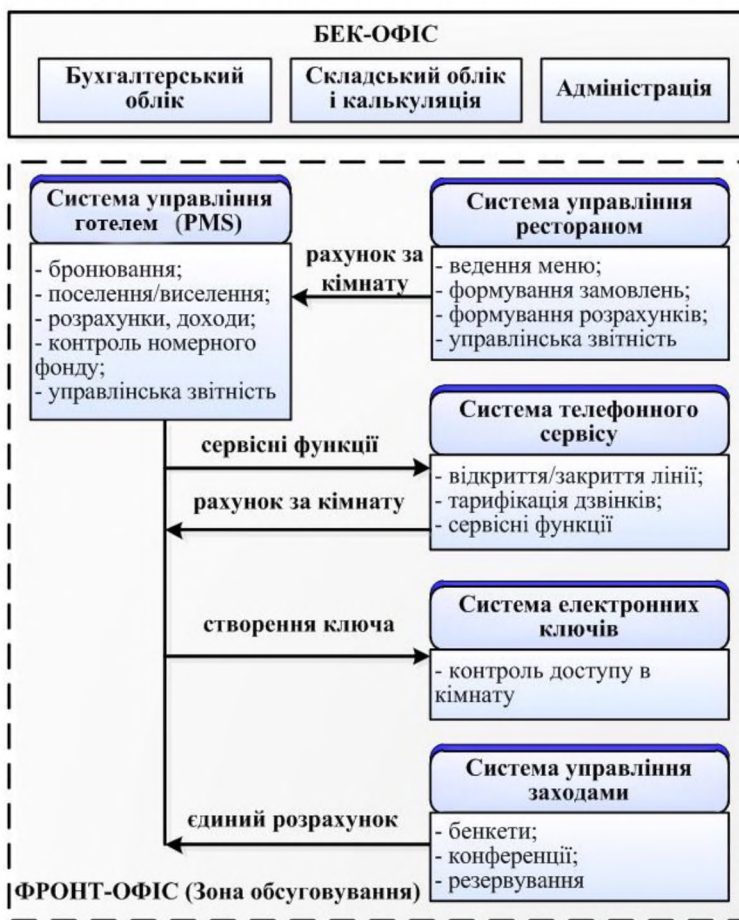 БЕК-ОФІС
Бухгалтерський
облік
Складський облік
і калькуляція
Адміністрація
Система управління
готелем (PMS)
- бронювання;
- поселення/виселення;
- розрахунки, доходи;
- контроль номерного
фонду;
- управлінська звітність
рахунок за
кімнату
Система управління
рестораном
- ведення меню;
- формування замовлень;
- формування розрахунків;
- управлінська звітність
сервісні функції
рахунок за кімнату
Система телефонного
сервісу
- відкриття/закриття лінії;
- тарифікація дзвінків;
- сервісні функції
створення ключа
Система електронних
ключів
- контроль доступу в
кімнату
єдиний розрахунок
Система управління
заходами
- бенкети;
- конференції;
- резервування
ФРОНТ-ОФІС (Зона обсуговування)